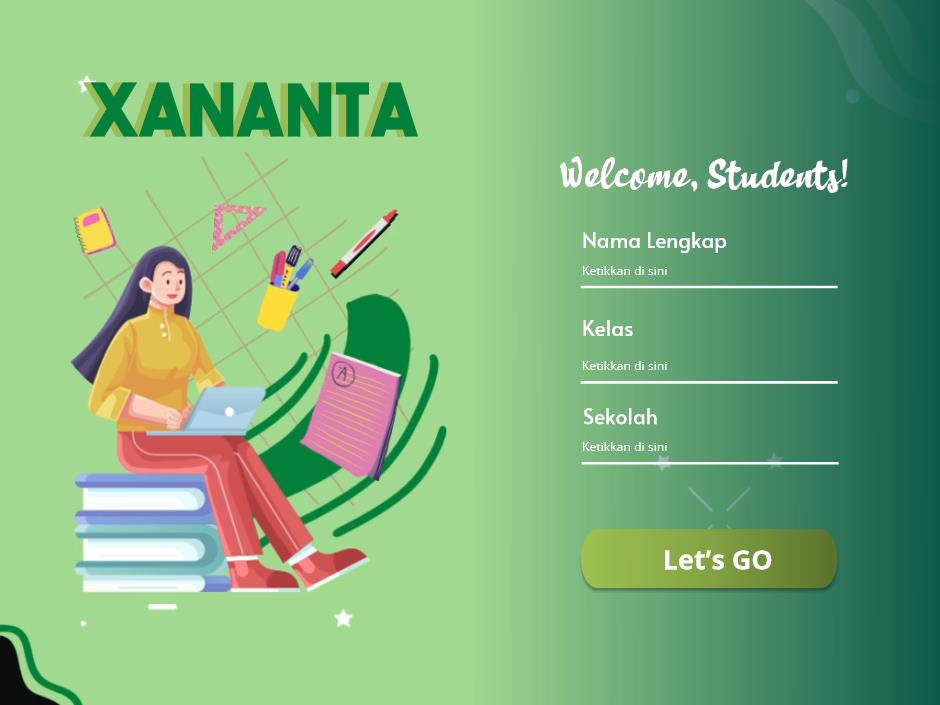 XANANTA
Welcome, Students!
Nama Lengkap
Ketikkan di sini
Kelas
Ketikkan di sini
A
Sekolah
Ketikkan di sini
Let's GO